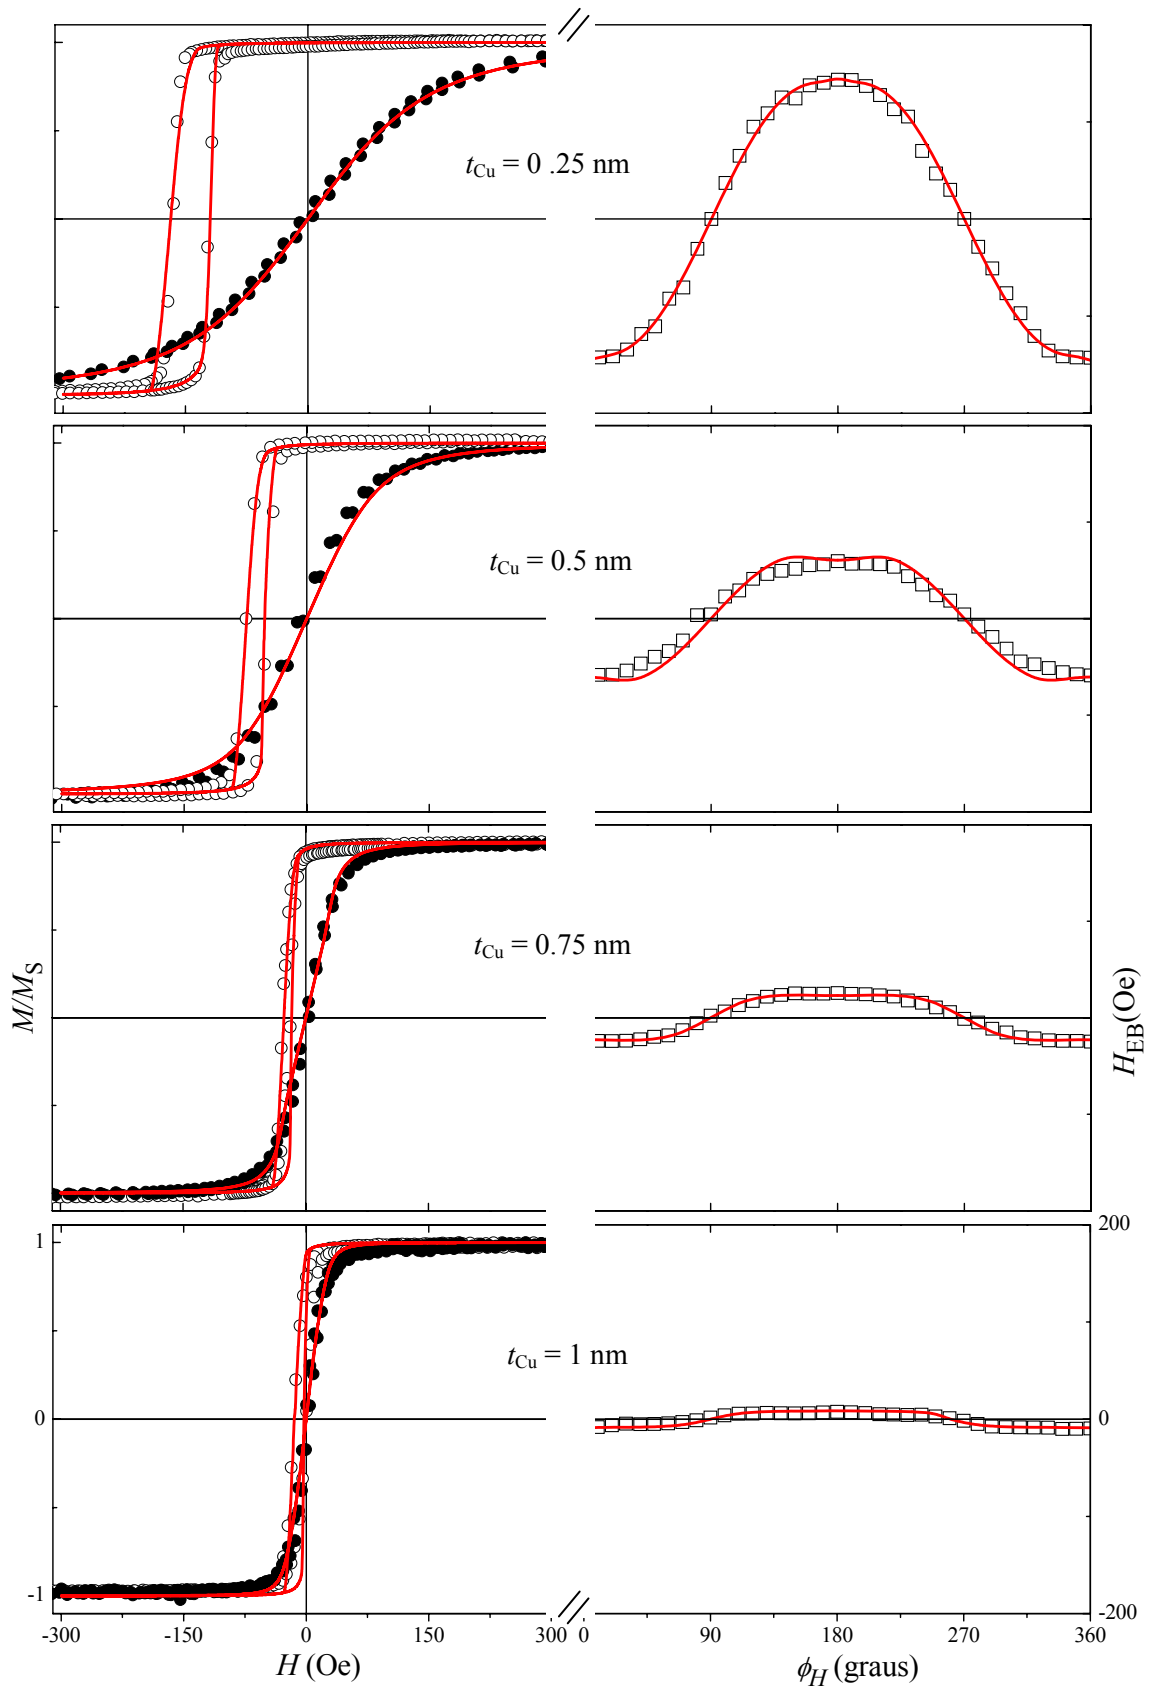 t_Cu = 0 .25 nm
t_Cu = 0.5 nm
t_Cu = 0.75 nm
M/M_S
H_EB(Oe)
200
1
t_Cu = 1 nm
0
0
-1
-200
-300 -150 0 150 300 0 90 180 270 360
H (Oe)
ϕ_H (graus)